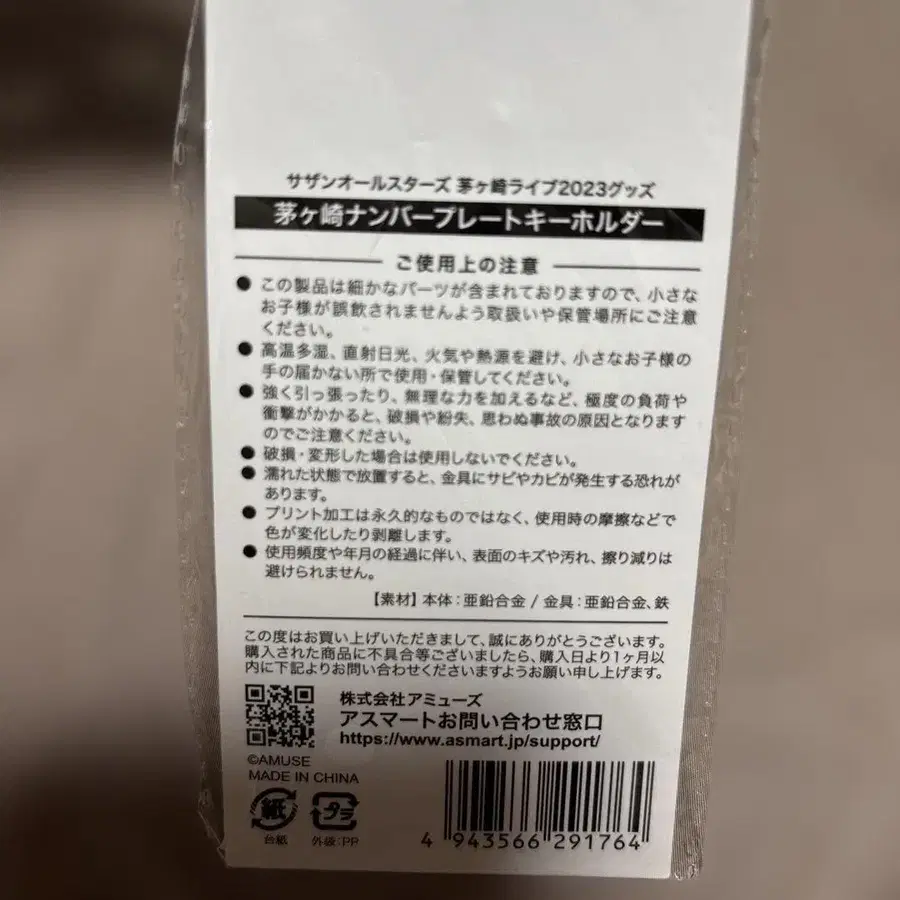 サザンオールスターズ 茅ヶ崎ライブ2023グッズ
茅ヶ崎ナンバープレートキーホルダー
ご使用上の注意
● この製品は細かなパーツが含まれておりますので、小さな
お子様が誤飲されませんよう取扱いや保管場所にご注意
ください。
● 高温多湿、直射日光、火気や熱源を避け、小さなお子様の
手の届かない所で使用・保管してください。
● 強く引っ張ったり、無理な力を加えるなど、極度の負荷や
衝撃がかかると、破損や紛失、思わぬ事故の原因となります
のでご注意ください。
● 破損・変形した場合は使用しないでください。
● 濡れた状態で放置すると、金具にサビやカビが発生する恐れが
あります。
● プリント加工は永久的なものではなく、使用時の摩擦などで
色が変化したり剥離します。
● 使用頻度や年月の経過に伴い、表面のキズや汚れ、擦り減りは
避けられません。
【素材】本体：亜鉛合金 / 金具：亜鉛合金、鉄
この度はお買い上げいただきまして、誠にありがとうございます。
購入された商品に不具合等ございましたら、購入日より1ヶ月以
内に下記よりお問い合わせくださいますようお願い申し上げます。
株式会社アミューズ
アスマートお問い合わせ窓口
https://www.asmart.jp/support/
©AMUSE
MADE IN CHINA
紙
台紙
プラ
外袋：PP
4 943566 291764